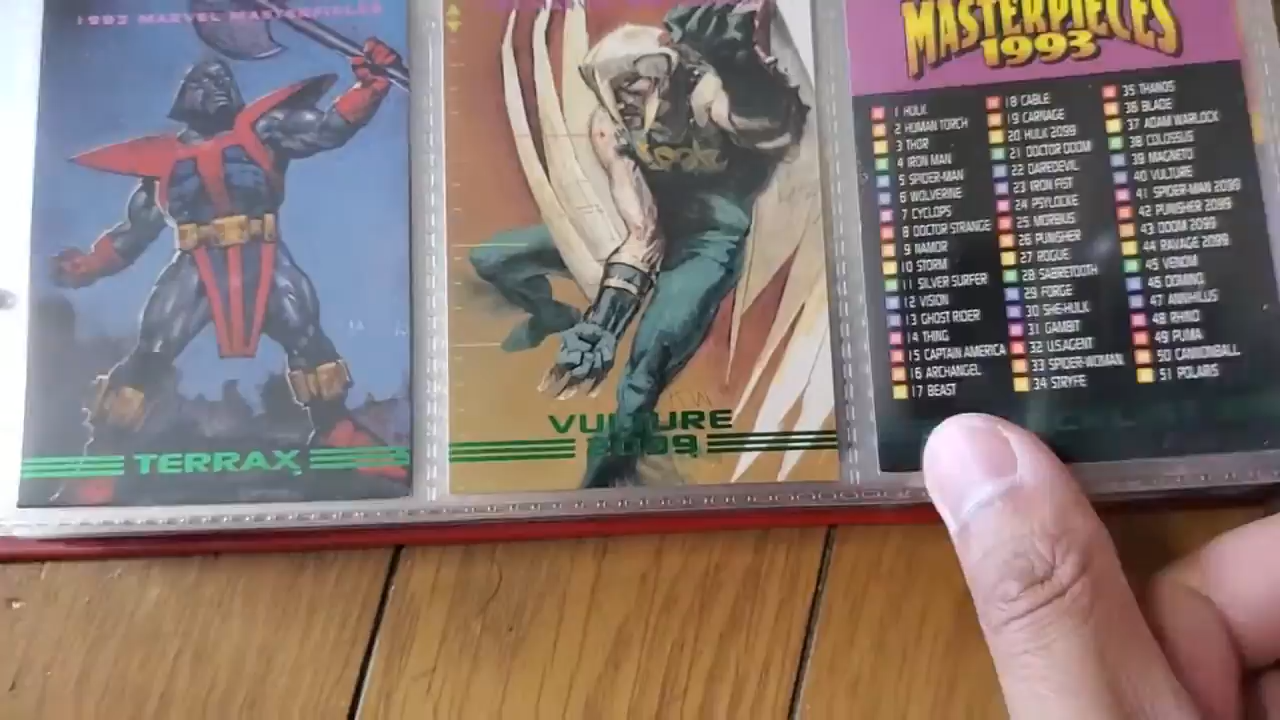 1993 MARVEL MASTERPIECES
TERRAX
VULTURE
2099
MASTERPIECES
1993
1 HULK
2 HUMAN TORCH
3 THOR
4 IRON MAN
5 SPIDER-MAN
6 WOLVERINE
7 CYCLOPS
8 DOCTOR STRANGE
9 NAMOR
10 STORM
11 SILVER SURFER
12 VISION
13 GHOST RIDER
14 THING
15 CAPTAIN AMERICA
16 ARCHANGEL
17 BEAST
18 CABLE
19 CARNAGE
20 HULK 2099
21 DOCTOR DOOM
22 DAREDEVIL
23 IRON FIST
24 PSYLOCKE
25 MORBIUS
26 PUNISHER
27 ROGUE
28 SABRETOOTH
29 FORGE
30 SHE-HULK
31 GAMBIT
32 U.S.AGENT
33 SPIDER-WOMAN
34 STRYFE
35 THANOS
36 BLADE
37 ADAM WARLOCK
38 COLOSSUS
39 MAGNETO
40 VULTURE
41 SPIDER-MAN 2099
42 PUNISHER 2099
43 DOOM 2099
44 RAVAGE 2099
45 VENOM
46 DOMINO
47 ANNIHILUS
48 RHINO
49 PUMA
50 CANNONBALL
51 POLARIS